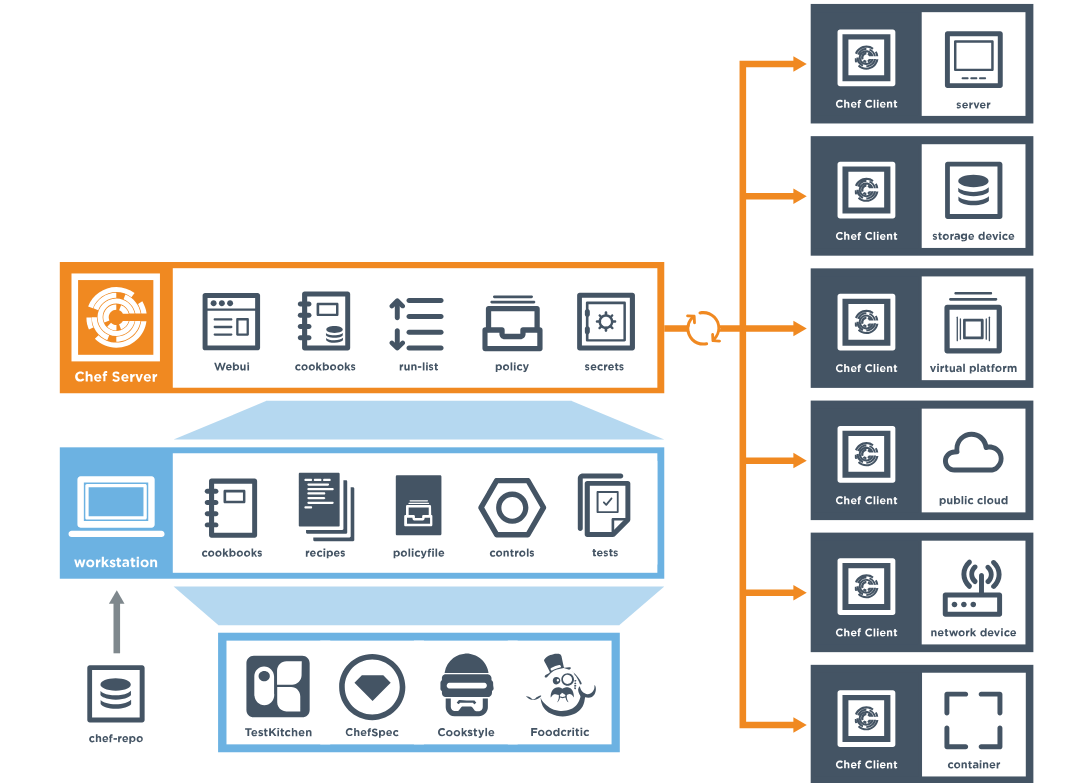 Chef Server
Webui
cookbooks
run-list
policy
secrets
workstation
cookbooks
recipes
policyfile
controls
tests
chef-repo
TestKitchen
ChefSpec
Cookstyle
Foodcritic
Chef Client
server
Chef Client
storage device
Chef Client
virtual platform
Chef Client
public cloud
Chef Client
network device
Chef Client
container